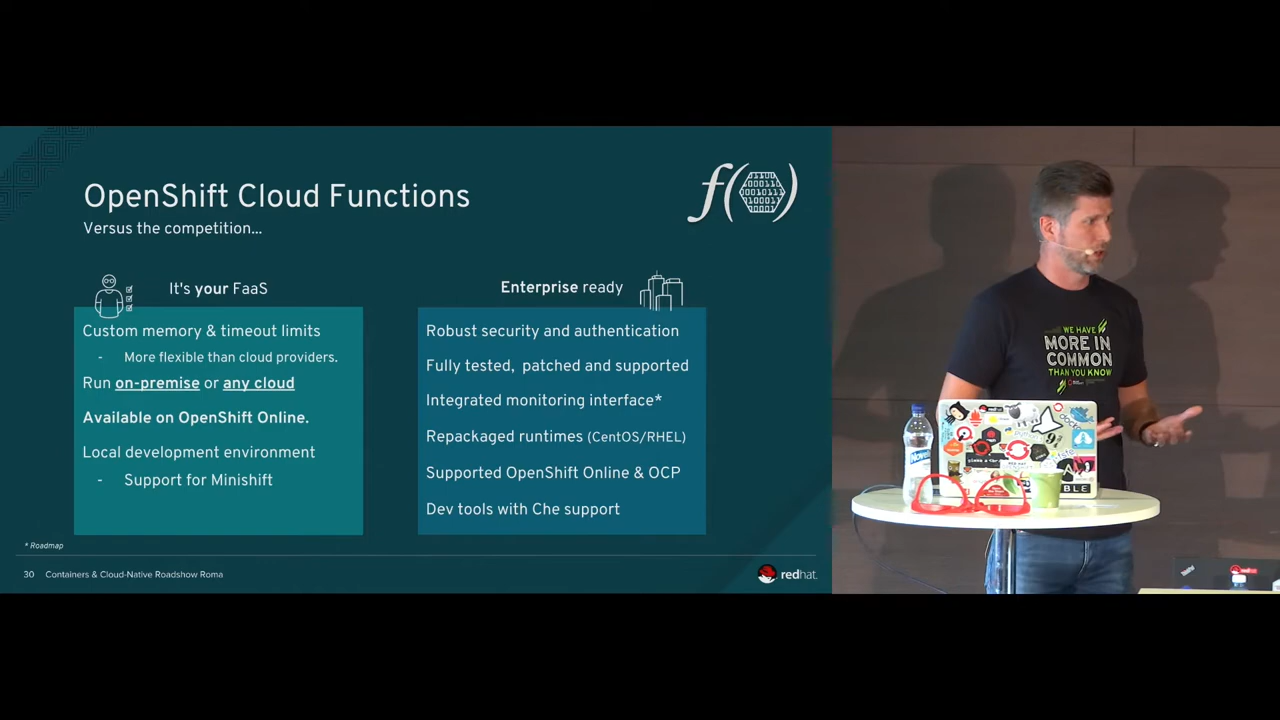 OpenShift Cloud Functions
Versus the competition...
f(
)
It's your FaaS
Custom memory & timeout limits
- More flexible than cloud providers.
Run on-premise or any cloud
Available on OpenShift Online.
Local development environment
- Support for Minishift
Enterprise ready
Robust security and authentication
Fully tested, patched and supported
Integrated monitoring interface*
Repackaged runtimes (CentOS/RHEL)
Supported OpenShift Online & OCP
Dev tools with Che support
* Roadmap
30 Containers & Cloud-Native Roadshow Roma
redhat.
WE HAVE
MORE IN
COMMON
THAN YOU KNOW
redhat